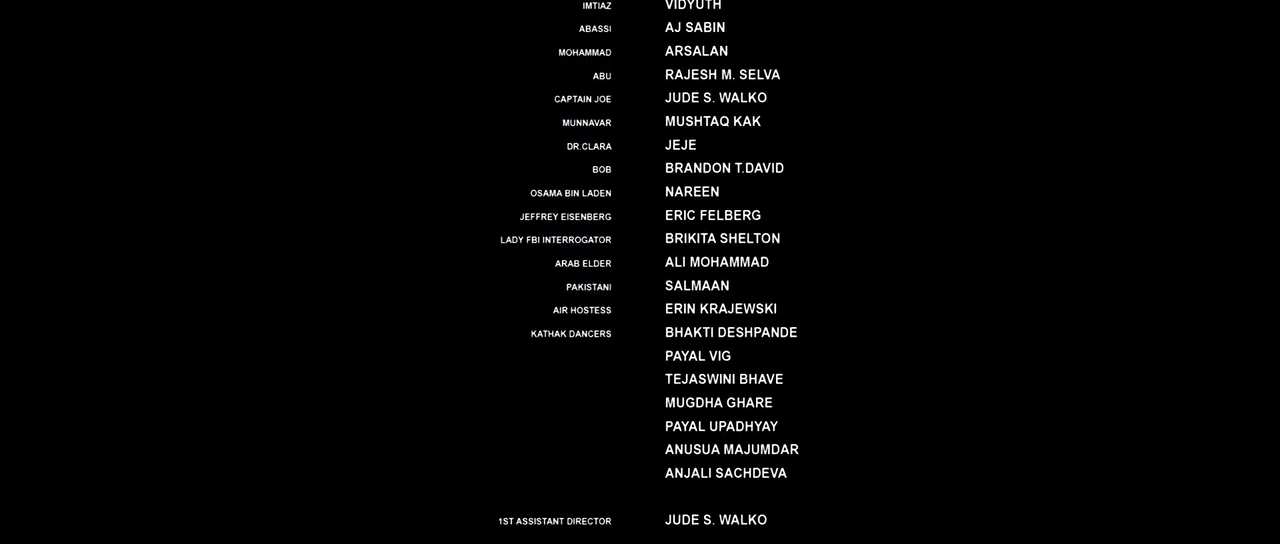 IMTIAZ VIDYUTH
ABASSI AJ SABIN
MOHAMMAD ARSALAN
ABU RAJESH M. SELVA
CAPTAIN JOE JUDE S. WALKO
MUNNAVAR MUSHTAQ KAK
DR.CLARA JEJE
BOB BRANDON T.DAVID
OSAMA BIN LADEN NAREEN
JEFFREY EISENBERG ERIC FELBERG
LADY FBI INTERROGATOR BRIKITA SHELTON
ARAB ELDER ALI MOHAMMAD
PAKISTANI SALMAAN
AIR HOSTESS ERIN KRAJEWSKI
KATHAK DANCERS BHAKTI DESHPANDE
PAYAL VIG
TEJASWINI BHAVE
MUGDHA GHARE
PAYAL UPADHYAY
ANUSUA MAJUMDAR
ANJALI SACHDEVA
1ST ASSISTANT DIRECTOR JUDE S. WALKO